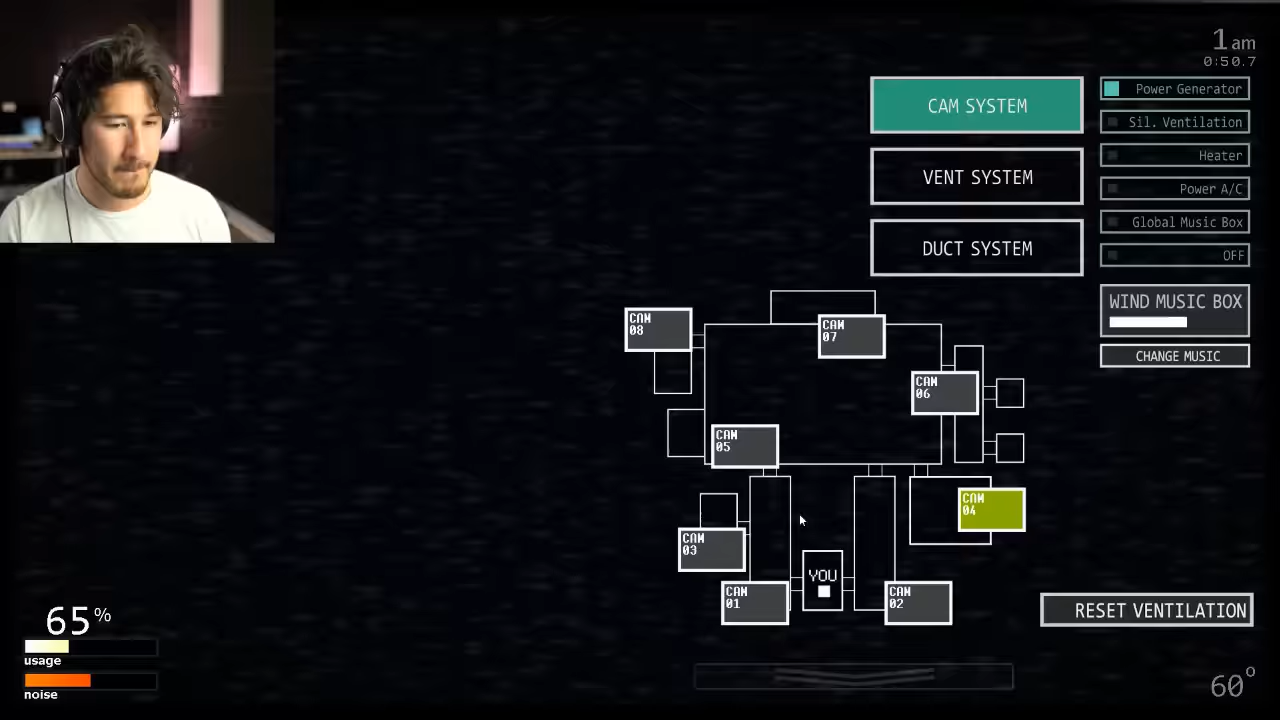 1 am
0:50.7
CAM SYSTEM
Power Generator
Sil. Ventilation
VENT SYSTEM
Heater
Power A/C
DUCT SYSTEM
Global Music Box
OFF
WIND MUSIC BOX
CHANGE MUSIC
CAM
08
CAM
07
CAM
06
CAM
05
CAM
04
CAM
03
YOU
CAM
01
CAM
02
RESET VENTILATION
65%
usage
noise
60°